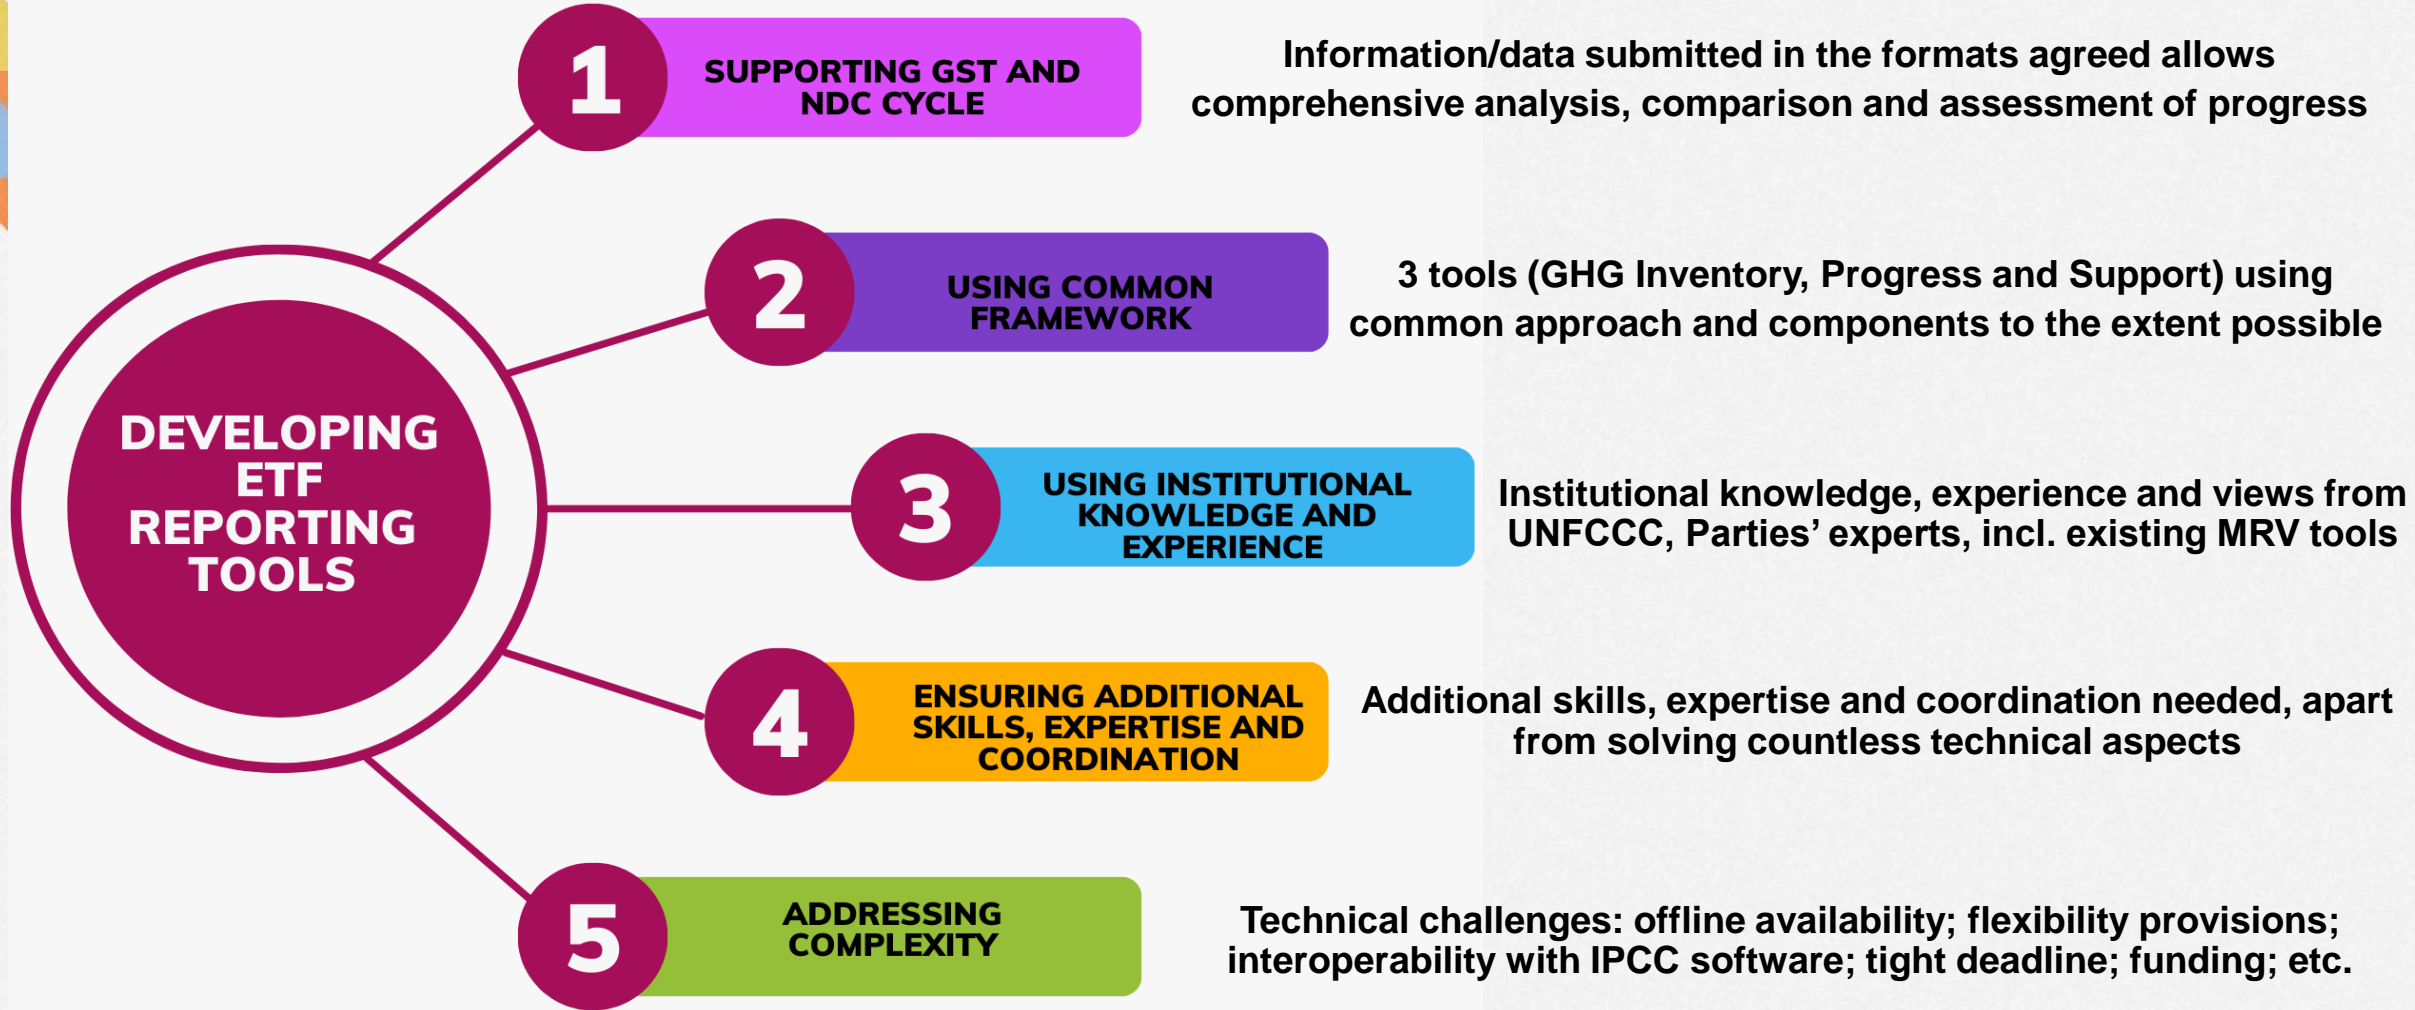 DEVELOPING
ETF
REPORTING
TOOLS
1
SUPPORTING GST AND
NDC CYCLE
Information/data submitted in the formats agreed allows
comprehensive analysis, comparison and assessment of progress
2
USING COMMON
FRAMEWORK
3 tools (GHG Inventory, Progress and Support) using
common approach and components to the extent possible
3
USING INSTITUTIONAL
KNOWLEDGE AND
EXPERIENCE
Institutional knowledge, experience and views from
UNFCCC, Parties’ experts, incl. existing MRV tools
4
ENSURING ADDITIONAL
SKILLS, EXPERTISE AND
COORDINATION
Additional skills, expertise and coordination needed, apart
from solving countless technical aspects
5
ADDRESSING
COMPLEXITY
Technical challenges: offline availability; flexibility provisions;
interoperability with IPCC software; tight deadline; funding; etc.